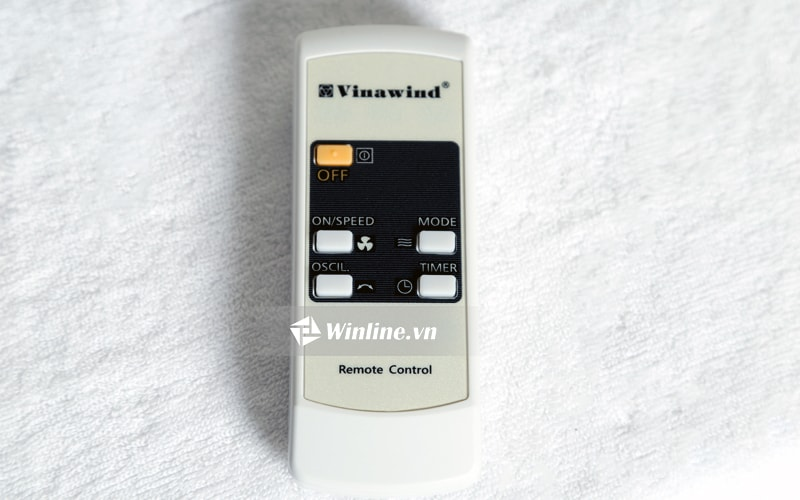 Vinawind®
OFF
ON/SPEED MODE
OSCIL. TIMER
Winline.vn
Remote Control